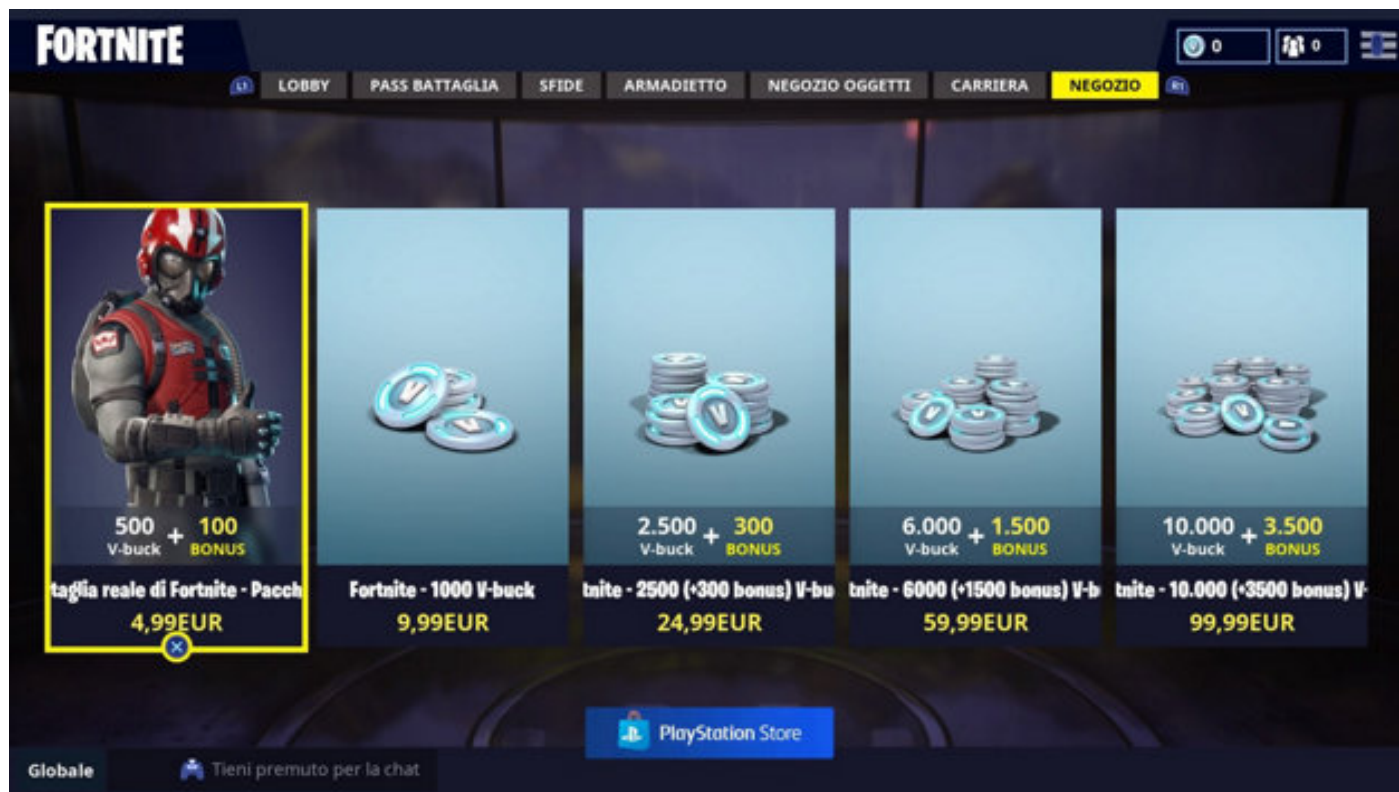 FORTNITE
0
0
L1
LOBBY
PASS BATTAGLIA
SFIDE
ARMADIETTO
NEGOZIO OGGETTI
CARRIERA
NEGOZIO
R1
500 + 100
V-buck BONUS
taglia reale di Fortnite - Pacch
4,99EUR
Fortnite - 1000 V-buck
9,99EUR
2.500 + 300
V-buck BONUS
tnite - 2500 (+300 bonus) V-bu
24,99EUR
6.000 + 1.500
V-buck BONUS
tnite - 6000 (+1500 bonus) V-b
59,99EUR
10.000 + 3.500
V-buck BONUS
tnite - 10.000 (+3500 bonus) V-
99,99EUR
PlayStation Store
Globale
Tieni premuto per la chat